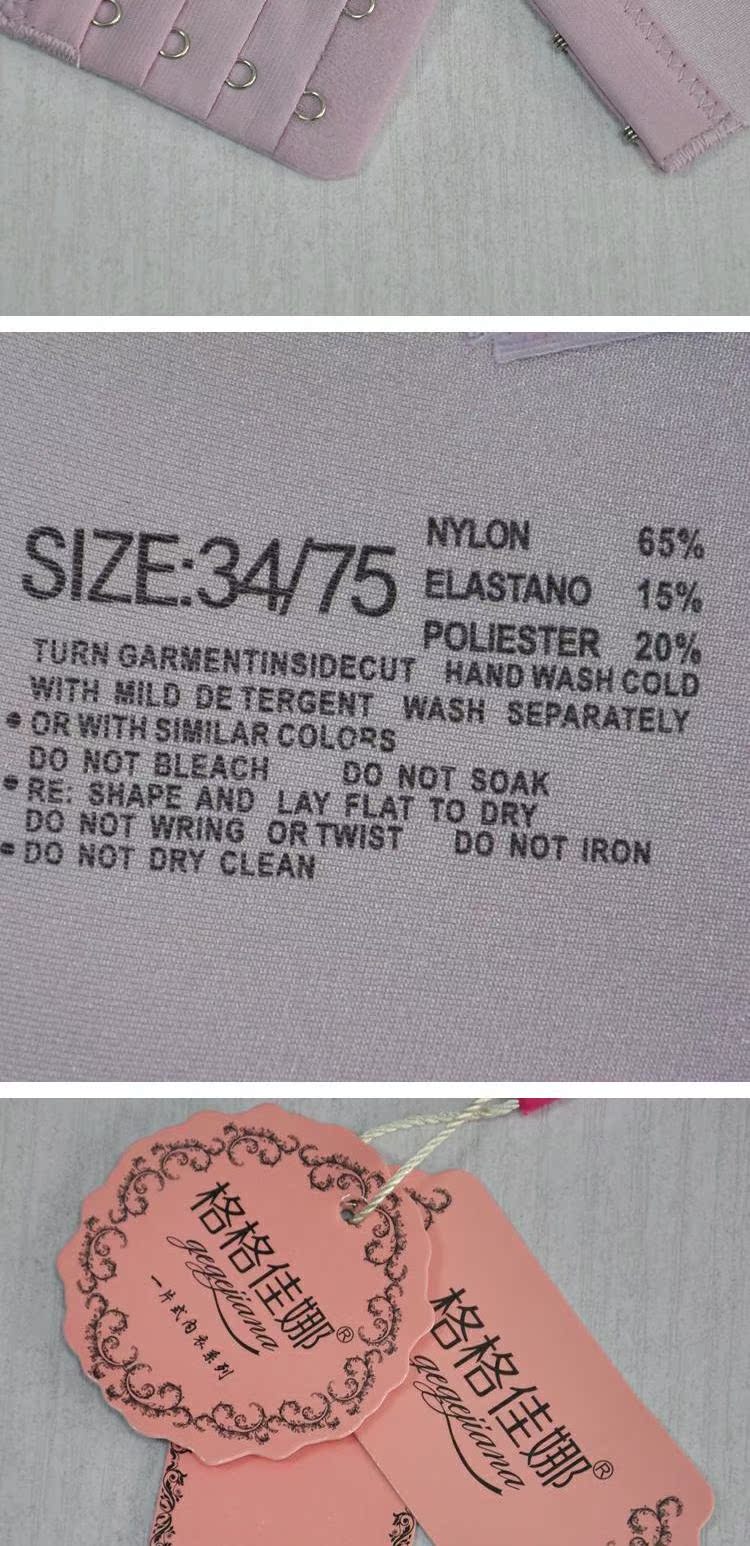 SIZE:34/75
NYLON 65%
ELASTANO 15%
POLIESTER 20%
TURN GARMENTINSIDECUT HAND WASH COLD
WITH MILD DE TERGENT WASH SEPARATELY
OR WITH SIMILAR COLORS
DO NOT BLEACH DO NOT SOAK
RE: SHAPE AND LAY FLAT TO DRY
DO NOT WRING OR TWIST DO NOT IRON
DO NOT DRY CLEAN
格格佳娜®
gegejiana
一片式内衣系列
格格佳娜®
gegejiana